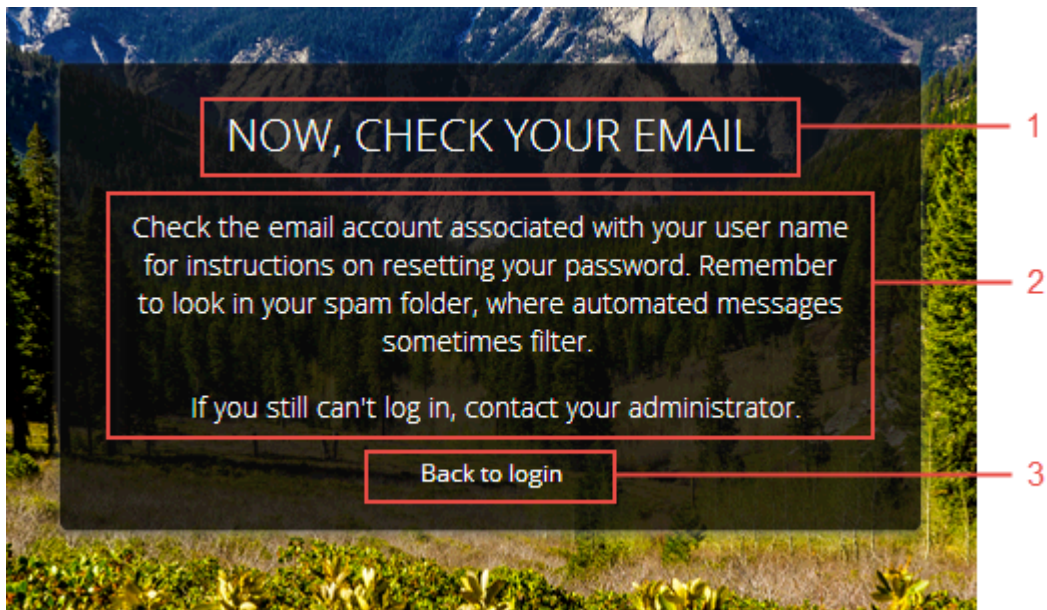 NOW, CHECK YOUR EMAIL
1
Check the email account associated with your user name
for instructions on resetting your password. Remember
to look in your spam folder, where automated messages
sometimes filter.
If you still can't log in, contact your administrator.
2
Back to login
3